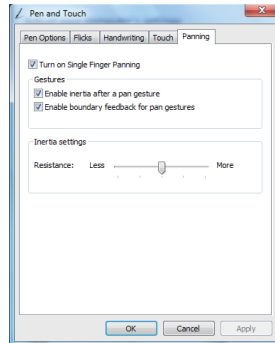 Pen and Touch
Pen Options Flicks Handwriting Touch Panning
Turn on Single Finger Panning
Gestures
Enable inertia after a pan gesture
Enable boundary feedback for pan gestures
Inertia settings
Resistance: Less More
OK Cancel Apply